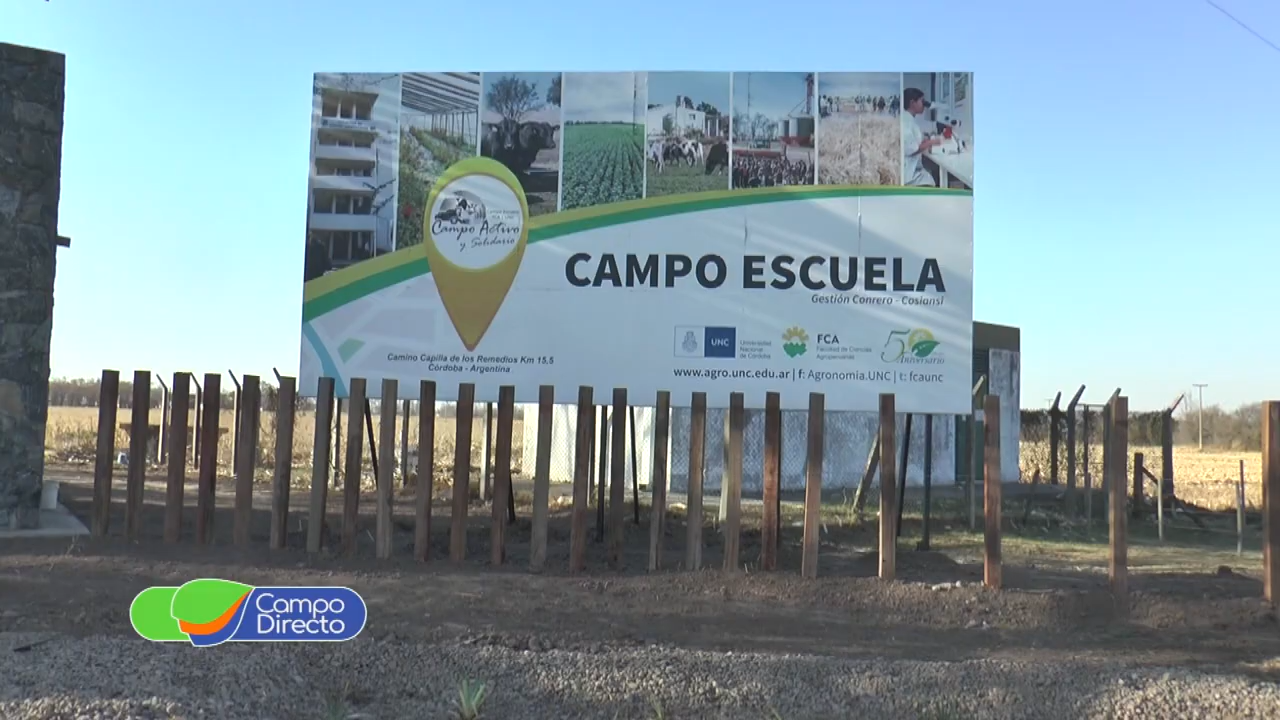 Campo Activo
y Solidario
CAMPO ESCUELA
Gestión Conrero - Cosiansi
UNC
Universidad
Nacional
de Córdoba
FCA
Facultad de Ciencias
Agropecuarias
50
Aniversario
Camino Capilla de los Remedios Km 15,5
Córdoba - Argentina
www.agro.unc.edu.ar | f: Agronomia.UNC | t: fcaunc
Campo
Directo